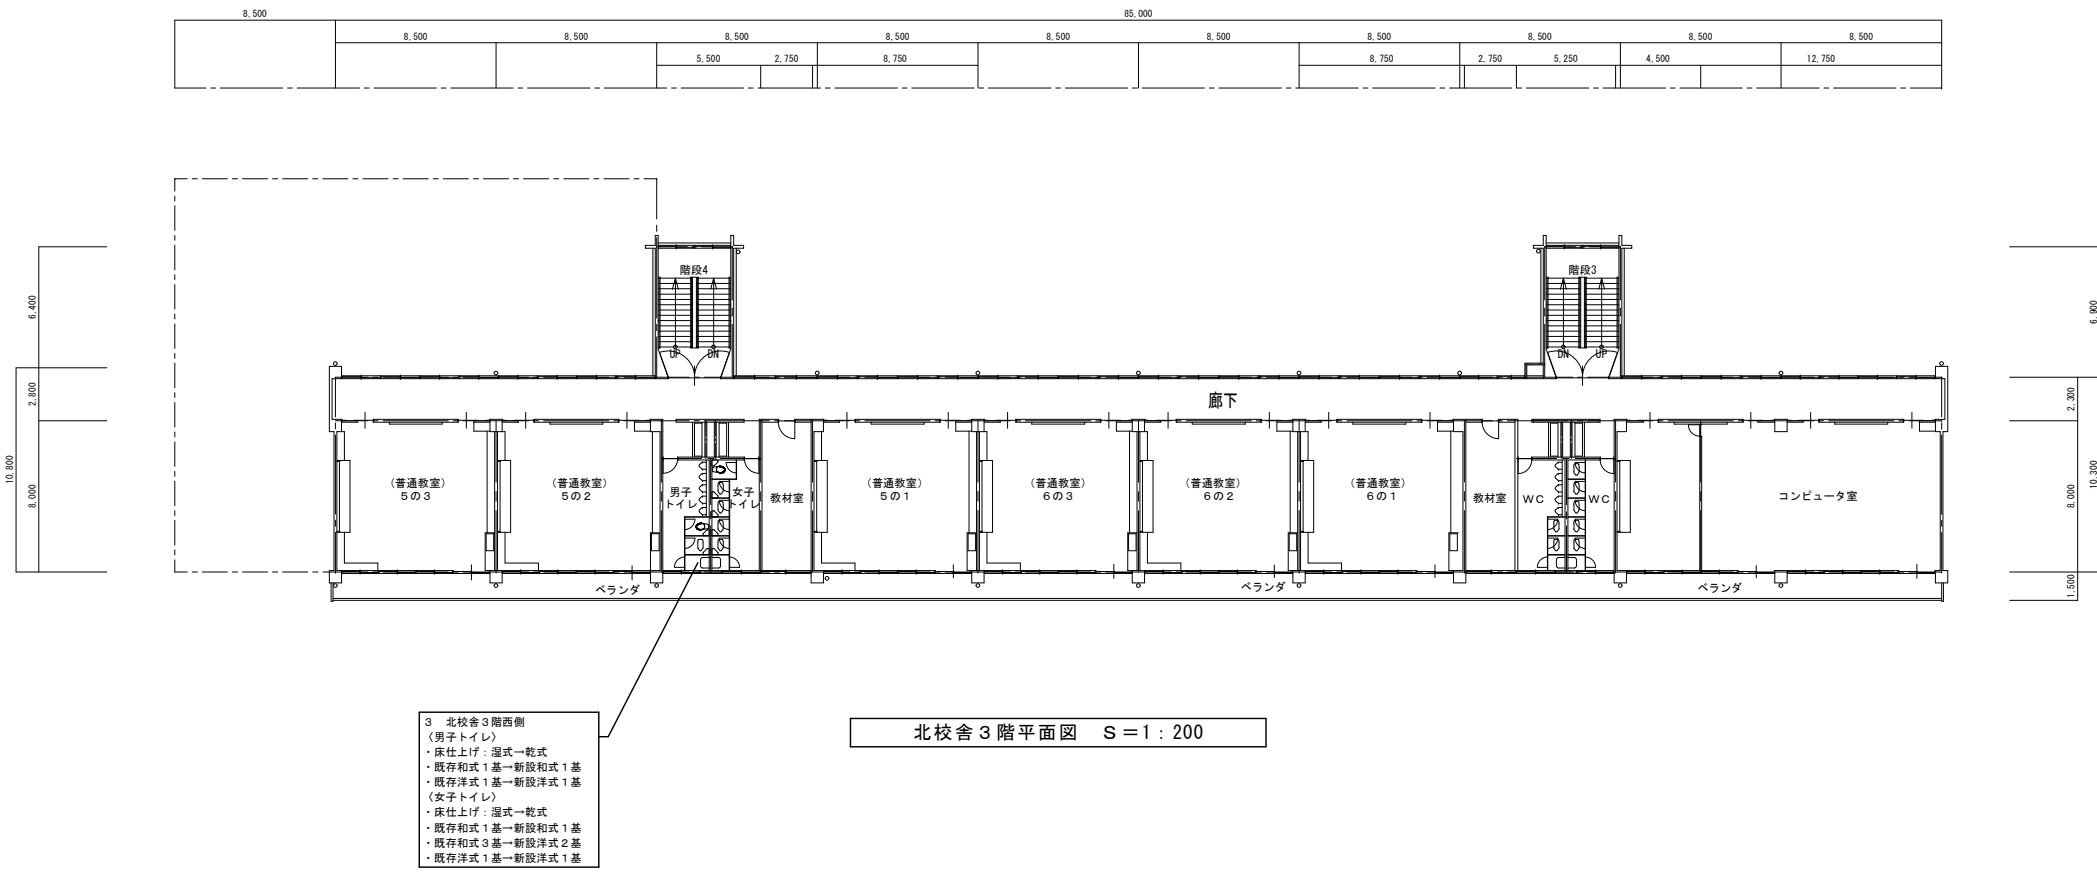 8,500
85,000
8,500
8,500
8,500
8,500
8,500
8,500
8,500
8,500
8,500
8,500
5,500
2,750
8,750
8,750
2,750
5,250
4,500
12,750
階段4
階段3
UP
DN
DN
UP
6,400
2,800
8,000
10,800
6,900
2,300
8,000
10,300
1,500
廊下
(普通教室)
5の3
(普通教室)
5の2
男子
トイレ
女子
トイレ
教材室
(普通教室)
5の1
(普通教室)
6の3
(普通教室)
6の2
(普通教室)
6の1
教材室
WC
WC
コンピュータ室
ベランダ
ベランダ
ベランダ
3 北校舎3階西側
〈男子トイレ〉
・床仕上げ:湿式→乾式
・既存和式1基→新設和式1基
・既存洋式1基→新設洋式1基
〈女子トイレ〉
・床仕上げ:湿式→乾式
・既存和式1基→新設和式1基
・既存和式3基→新設洋式2基
・既存洋式1基→新設洋式1基
北校舎3階平面図 S=1:200